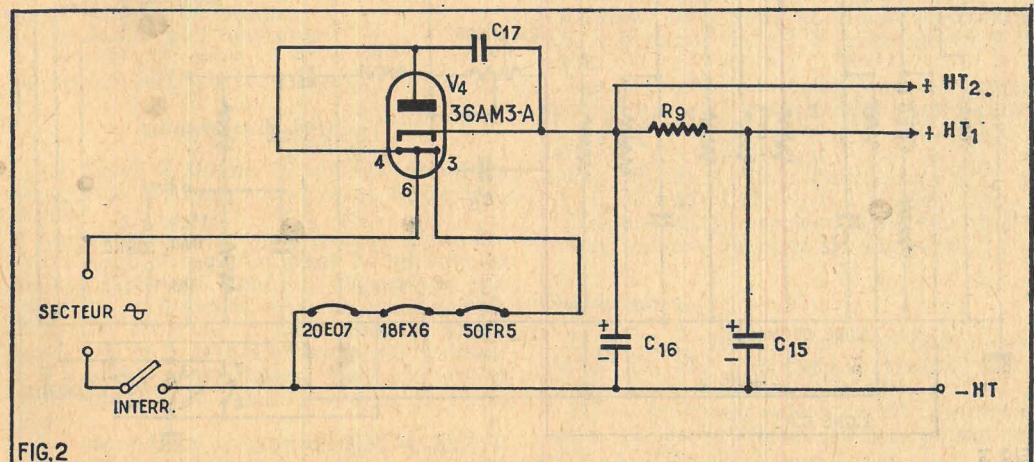 C17
V4
36AM3-A
4
3
6
+ HT2.
R9
+ HT1
SECTEUR
20E07
18FX6
50FR5
+
-
C16
+
-
C15
INTERR.
-HT
FIG.2